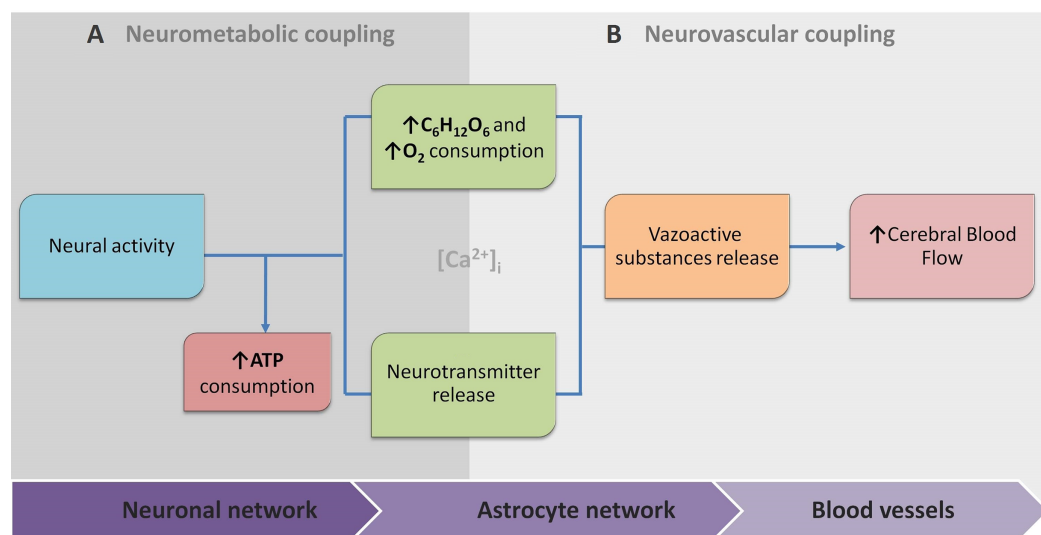 A Neurometabolic coupling
B Neurovascular coupling
↑C₆H₁₂O₆ and
↑O₂ consumption
Neural activity
[Ca²⁺]ᵢ
Vazoactive
substances release
↑Cerebral Blood
Flow
↑ATP
consumption
Neurotransmitter
release
Neuronal network
Astrocyte network
Blood vessels